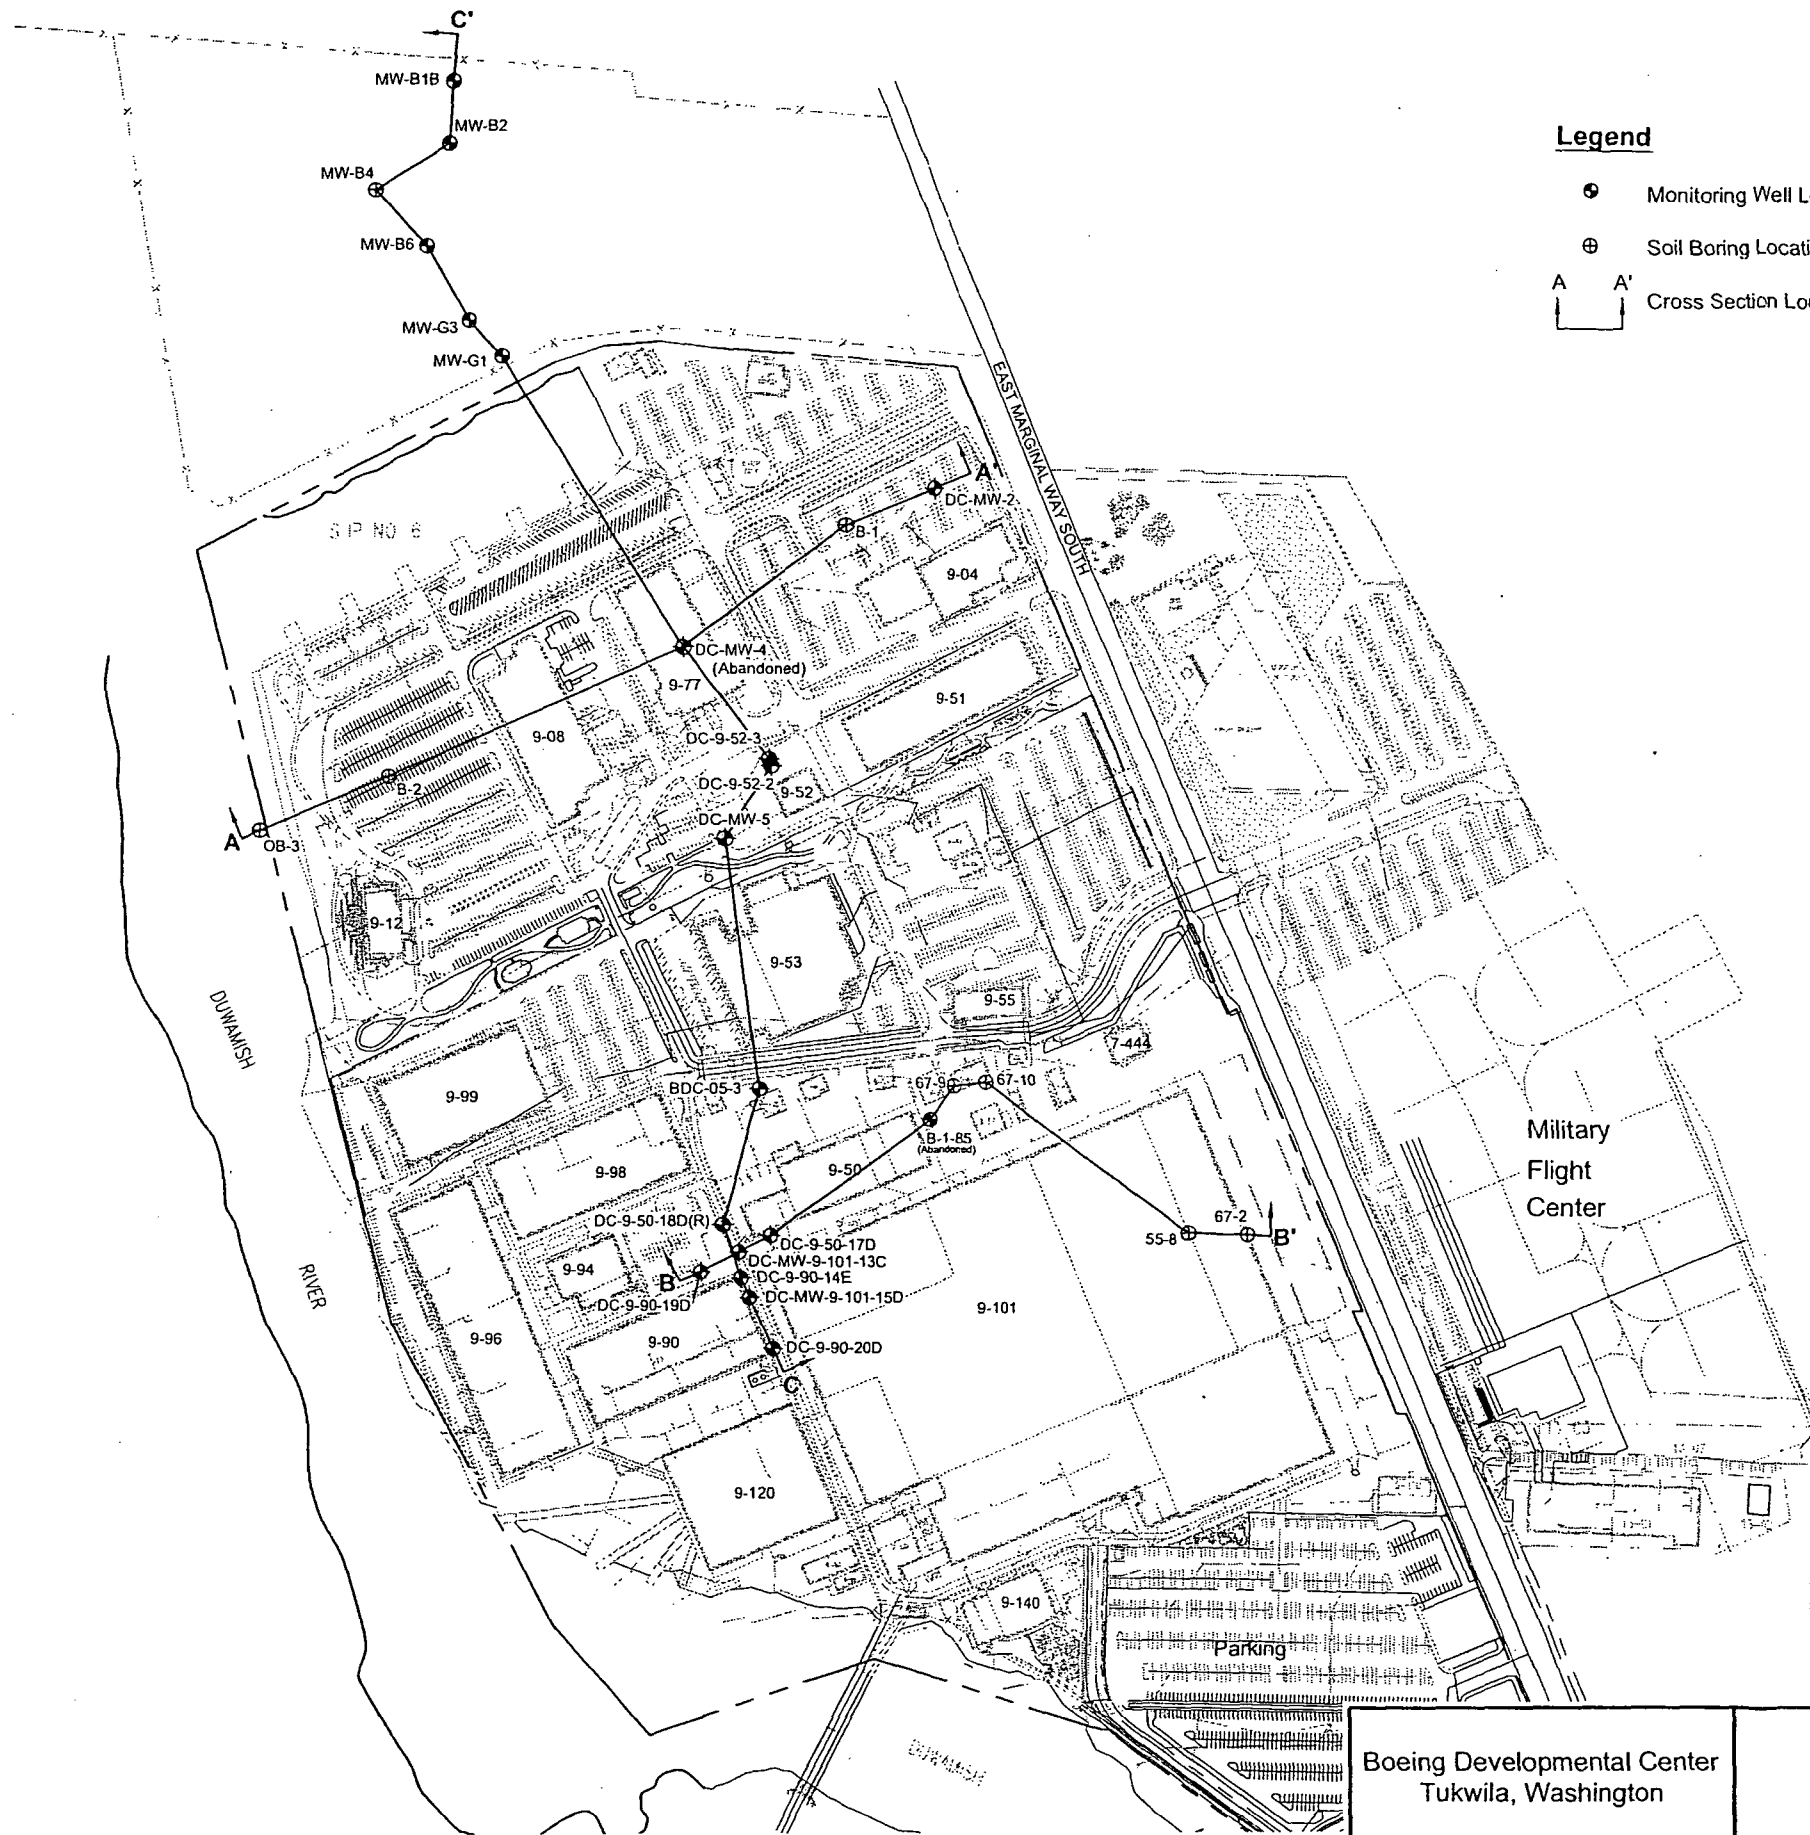 C'
MW-B1B
MW-B2
MW-B4
MW-B6
MW-G3
MW-G1
Legend
Monitoring Well L
Soil Boring Locati
A A'
Cross Section Loc
EAST MARGINAL WAY SOUTH
A'
DC-MW-2
B-1
SIP NO 6
9-04
DC-MW-4
(Abandoned)
9-77
9-51
9-08
DC-9-52-3
DC-9-52-2
9-52
B-2
DC-MW-5
A
OB-3
9-12
9-53
9-55
DUWAMISH
RIVER
7-444
BDC-05-3
67-9
67-10
9-99
B-1-85
(Abandoned)
9-50
9-98
Military
Flight
Center
DC-9-50-18D(R)
67-2
55-8
B'
DC-9-50-17D
DC-MW-9-101-13C
9-94
B
DC-9-90-14E
DC-9-90-19D
DC-MW-9-101-15D
9-101
9-96
9-90
DC-9-90-20D
C
9-120
9-140
Parking
DUWAMISH
Boeing Developmental Center
Tukwila, Washington